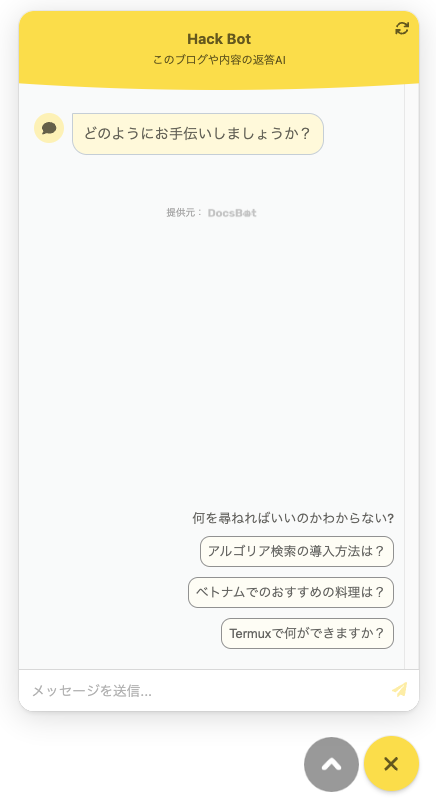 Hack Bot
このブログや内容の返答AI
どのようにお手伝いしましょうか？
提供元： DocsBot
何を尋ねればいいのかわからない?
アルゴリア検索の導入方法は？
ベトナムでのおすすめの料理は？
Termuxで何ができますか？
メッセージを送信...